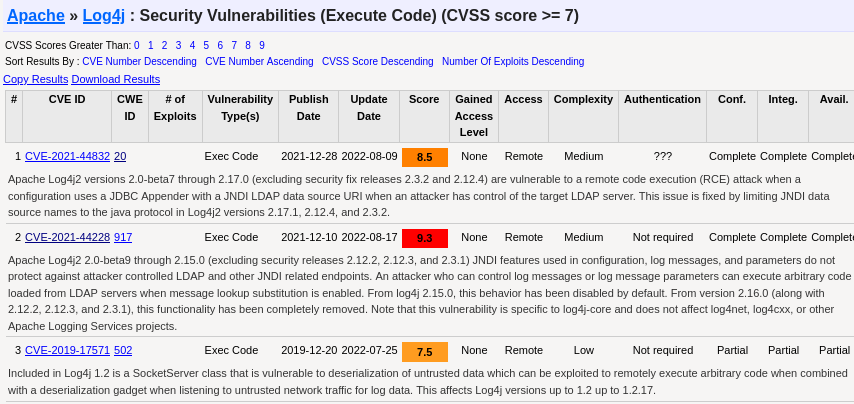 Apache » Log4j : Security Vulnerabilities (Execute Code) (CVSS score >= 7)
CVSS Scores Greater Than: 0 1 2 3 4 5 6 7 8 9
Sort Results By : CVE Number Descending CVE Number Ascending CVSS Score Descending Number Of Exploits Descending
Copy Results Download Results
# CVE ID CWE ID # of Exploits Vulnerability Type(s) Publish Date Update Date Score Gained Access Level Access Complexity Authentication Conf. Integ. Avail.
1 CVE-2021-44832 20 Exec Code 2021-12-28 2022-08-09 8.5 None Remote Medium ??? Complete Complete Complete
Apache Log4j2 versions 2.0-beta7 through 2.17.0 (excluding security fix releases 2.3.2 and 2.12.4) are vulnerable to a remote code execution (RCE) attack when a
configuration uses a JDBC Appender with a JNDI LDAP data source URI when an attacker has control of the target LDAP server. This issue is fixed by limiting JNDI data
source names to the java protocol in Log4j2 versions 2.17.1, 2.12.4, and 2.3.2.
2 CVE-2021-44228 917 Exec Code 2021-12-10 2022-08-17 9.3 None Remote Medium Not required Complete Complete Complete
Apache Log4j2 2.0-beta9 through 2.15.0 (excluding security releases 2.12.2, 2.12.3, and 2.3.1) JNDI features used in configuration, log messages, and parameters do not
protect against attacker controlled LDAP and other JNDI related endpoints. An attacker who can control log messages or log message parameters can execute arbitrary code
loaded from LDAP servers when message lookup substitution is enabled. From log4j 2.15.0, this behavior has been disabled by default. From version 2.16.0 (along with
2.12.2, 2.12.3, and 2.3.1), this functionality has been completely removed. Note that this vulnerability is specific to log4j-core and does not affect log4net, log4cxx, or other
Apache Logging Services projects.
3 CVE-2019-17571 502 Exec Code 2019-12-20 2022-07-25 7.5 None Remote Low Not required Partial Partial Partial
Included in Log4j 1.2 is a SocketServer class that is vulnerable to deserialization of untrusted data which can be exploited to remotely execute arbitrary code when combined
with a deserialization gadget when listening to untrusted network traffic for log data. This affects Log4j versions up to 1.2 up to 1.2.17.